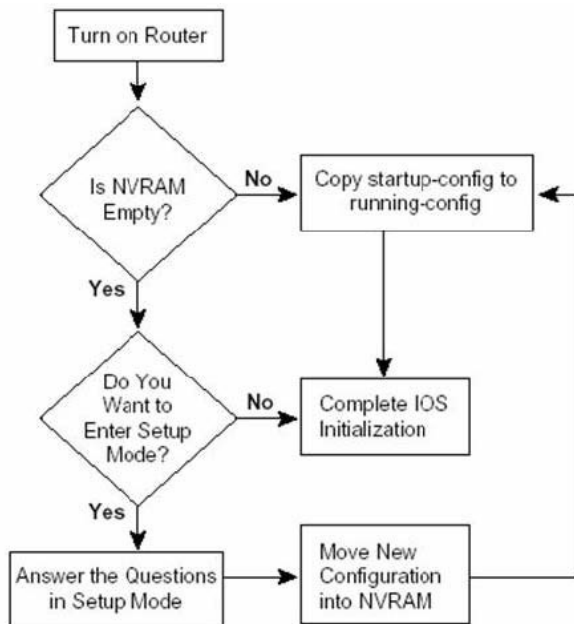 Turn on Router
Is NVRAM
Empty?
No
Copy startup-config to
running-config
Yes
Do You
Want to
Enter Setup
Mode?
No
Complete IOS
Initialization
Yes
Answer the Questions
in Setup Mode
Move New
Configuration
into NVRAM